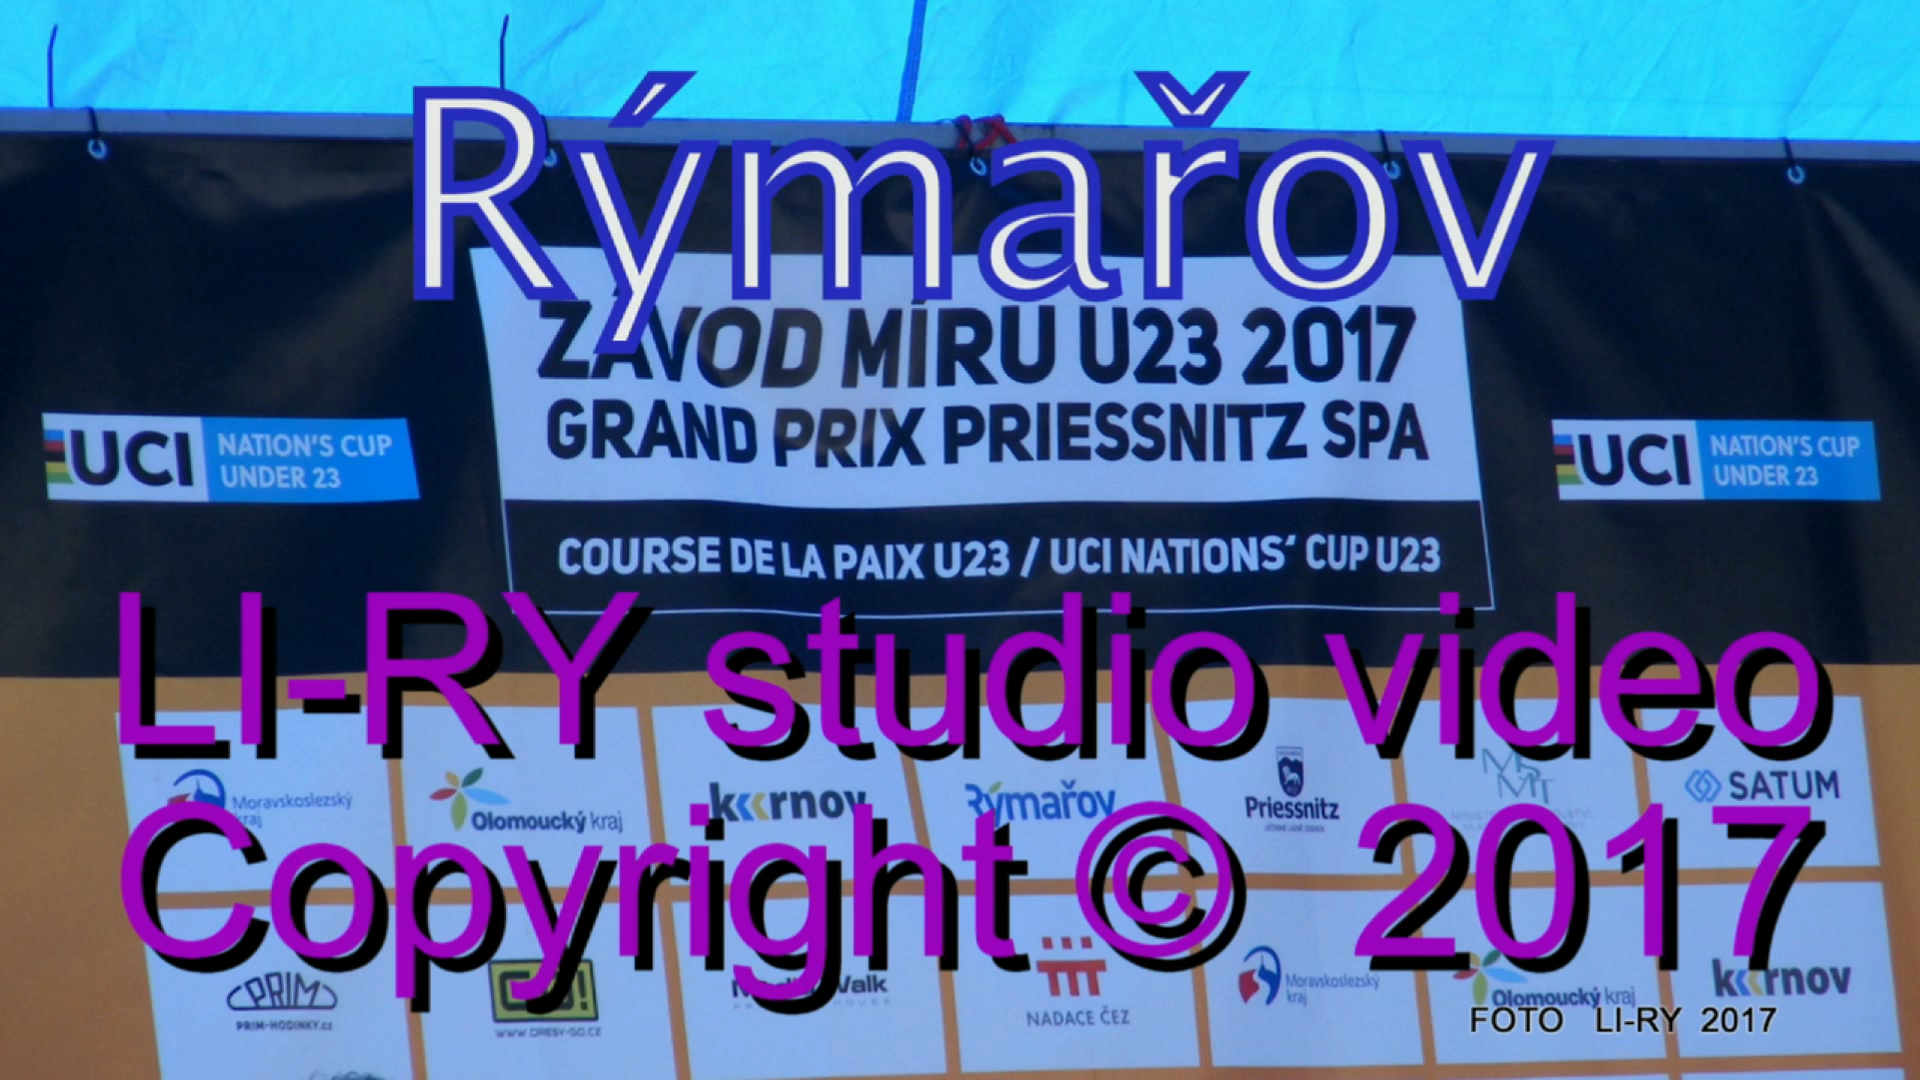 Rýmařov
ZÁVOD MÍRU U23 2017
GRAND PRIX PRIESSNITZ SPA
UCI NATION'S CUP
UNDER 23
UCI NATION'S CUP
UNDER 23
COURSE DE LA PAIX U23 / UCI NATIONS' CUP U23
LI-RY studio video
Moravskoslezský
kraj
Olomoucký kraj
krnov
Rýmařov
Priessnitz
MŠMT
SATUM
Copyright © 2017
PRIM
PRIM-HODINKY.cz
WWW.DRESY-GO.CZ
Walk
NADACE ČEZ
Moravskoslezský
kraj
Olomoucký kraj
krnov
FOTO LI-RY 2017